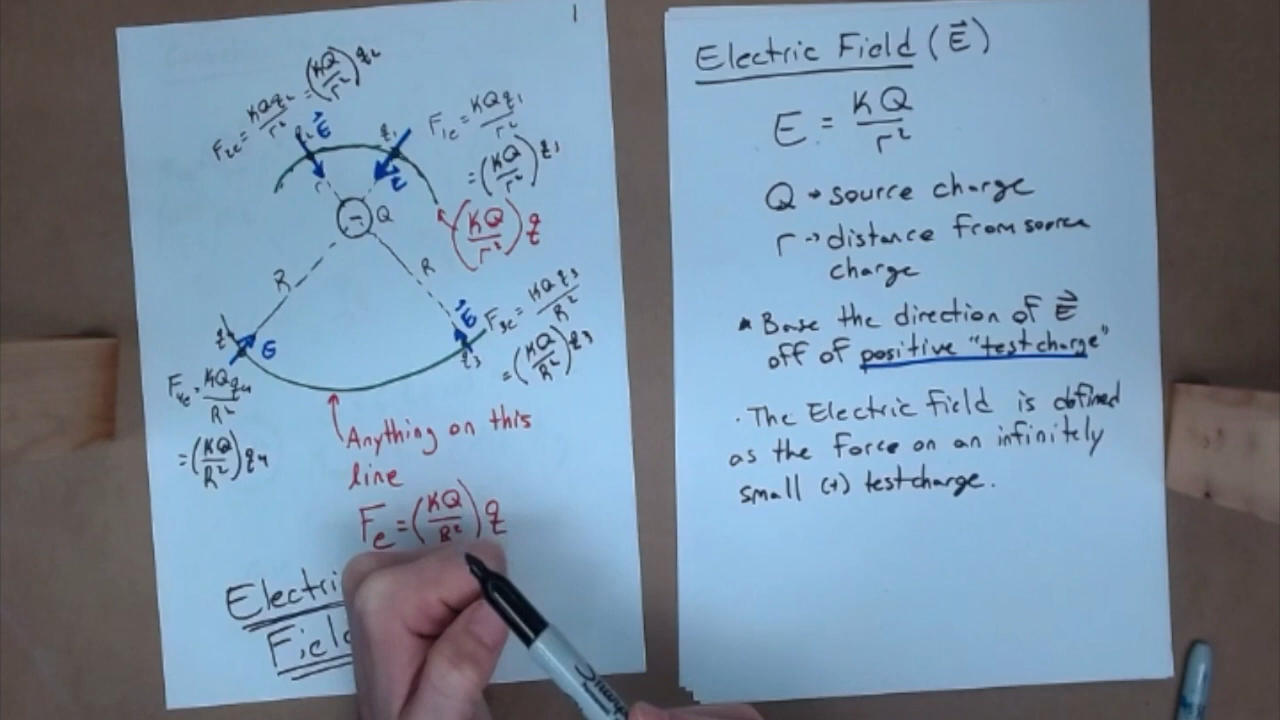 1
F₂e = KQq₂/r² = (KQ/r²)q₂
q₂ E⃗
q₁
F₁e = KQq₁/r²
= (KQ/r²)q₁
E⃗
r
- Q
(KQ/r²)q
R
R
E⃗
q₃
F₃e = KQq₃/R²
= (KQ/R²)q₃
q
E
F₄e = KQq₄/R²
= (KQ/R²)q₄
Anything on this
line
Fe = (KQ/R²)q
Electri
Fiel
Electric Field (E⃗)
E = KQ/r²
Q → source charge
r → distance from source
charge
Base the direction of E⃗
off of positive "test charge"
· The Electric Field is defined
as the force on an infinitely
small (+) test charge.
Sharpie